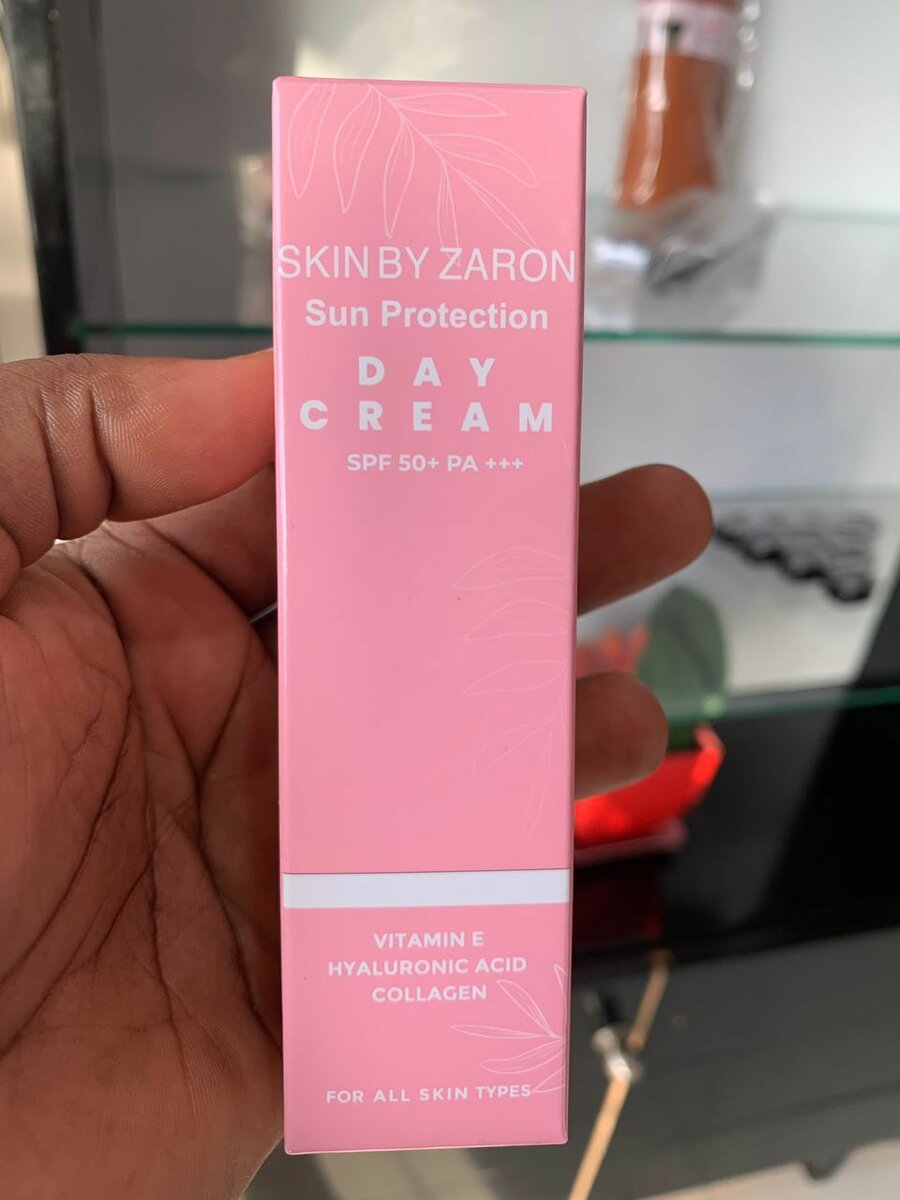 SKIN BY ZARON
Sun Protection
DAY
CREAM
SPF 50+ PA +++
VITAMIN E
HYALURONIC ACID
COLLAGEN
FOR ALL SKIN TYPES